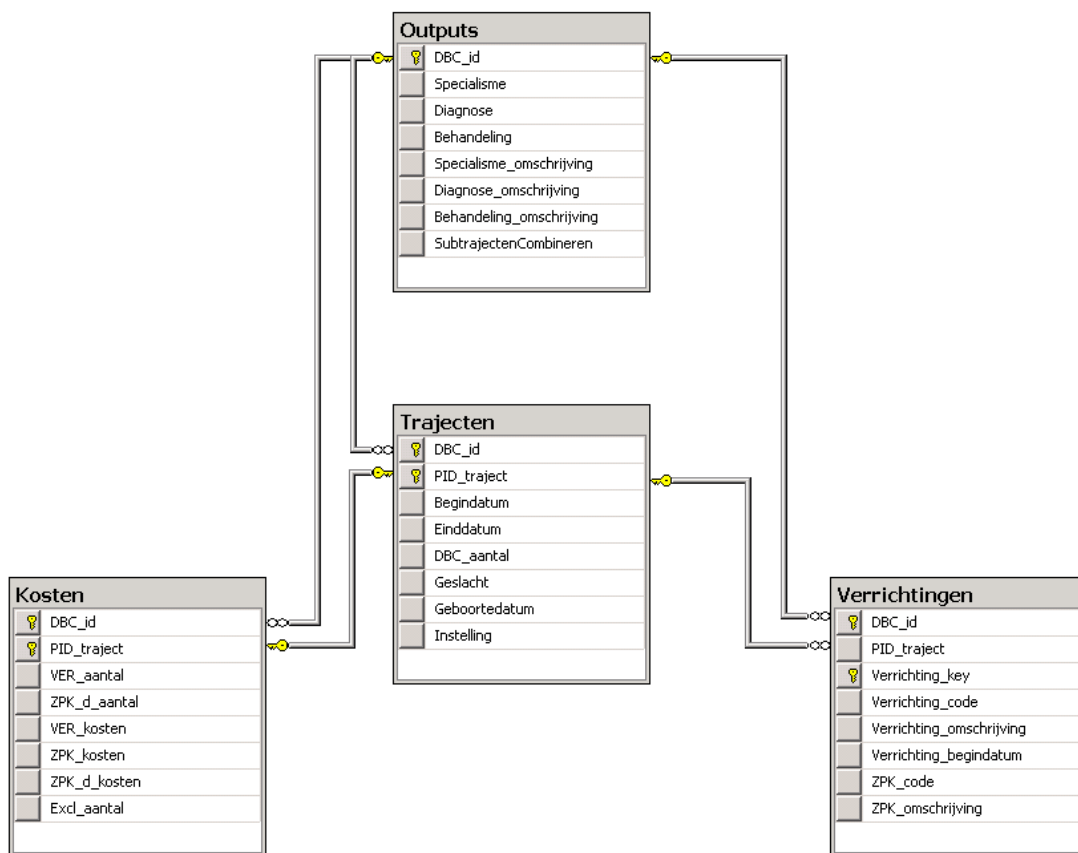 Outputs
DBC_id
Specialisme
Diagnose
Behandeling
Specialisme_omschrijving
Diagnose_omschrijving
Behandeling_omschrijving
SubtrajectenCombineren
Trajecten
DBC_id
PID_traject
Begindatum
Einddatum
DBC_aantal
Geslacht
Geboortedatum
Instelling
Kosten
DBC_id
PID_traject
VER_aantal
ZPK_d_aantal
VER_kosten
ZPK_kosten
ZPK_d_kosten
Excl_aantal
Verrichtingen
DBC_id
PID_traject
Verrichting_key
Verrichting_code
Verrichting_omschrijving
Verrichting_begindatum
ZPK_code
ZPK_omschrijving